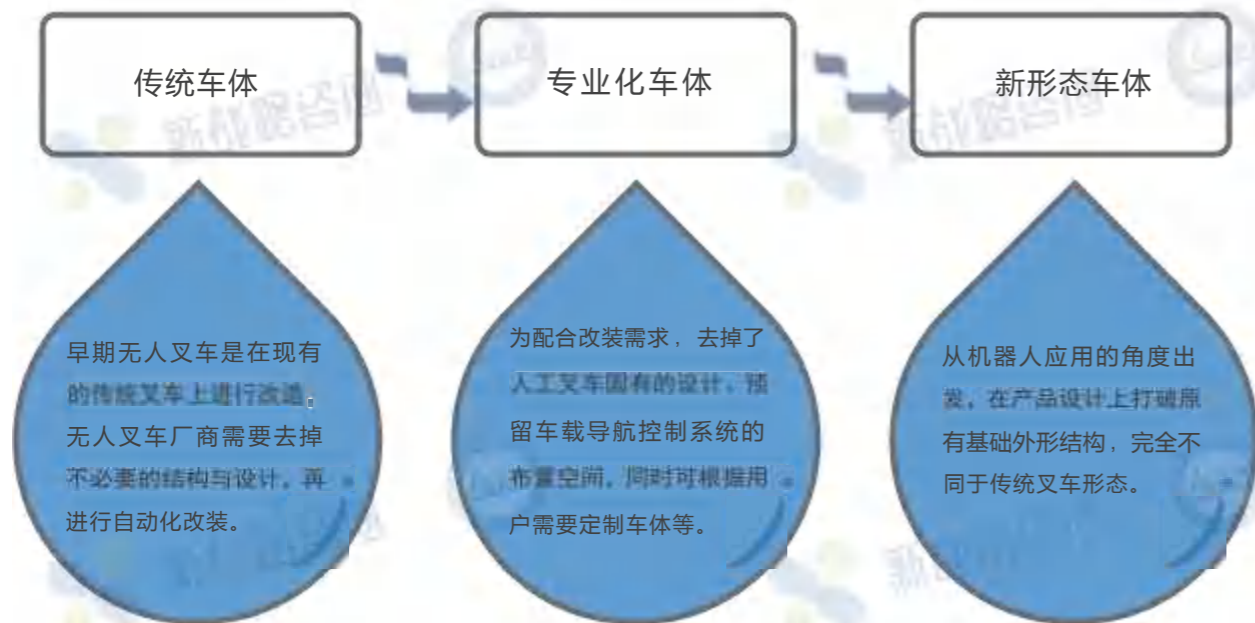 传统车体
专业化车体
新形态车体
早期无人叉车是在现有
的传统叉车上进行改造，
无人叉车厂商需要去掉
不必要的结构与设计，再
进行自动化改装。
为配合改装需求，去掉了
人工叉车固有的设计，预
留车载导航控制系统的
布置空间，同时可根据用
户需要定制车体等。
从机器人应用的角度出
发，在产品设计上打破原
有基础外形结构，完全不
同于传统叉车形态。